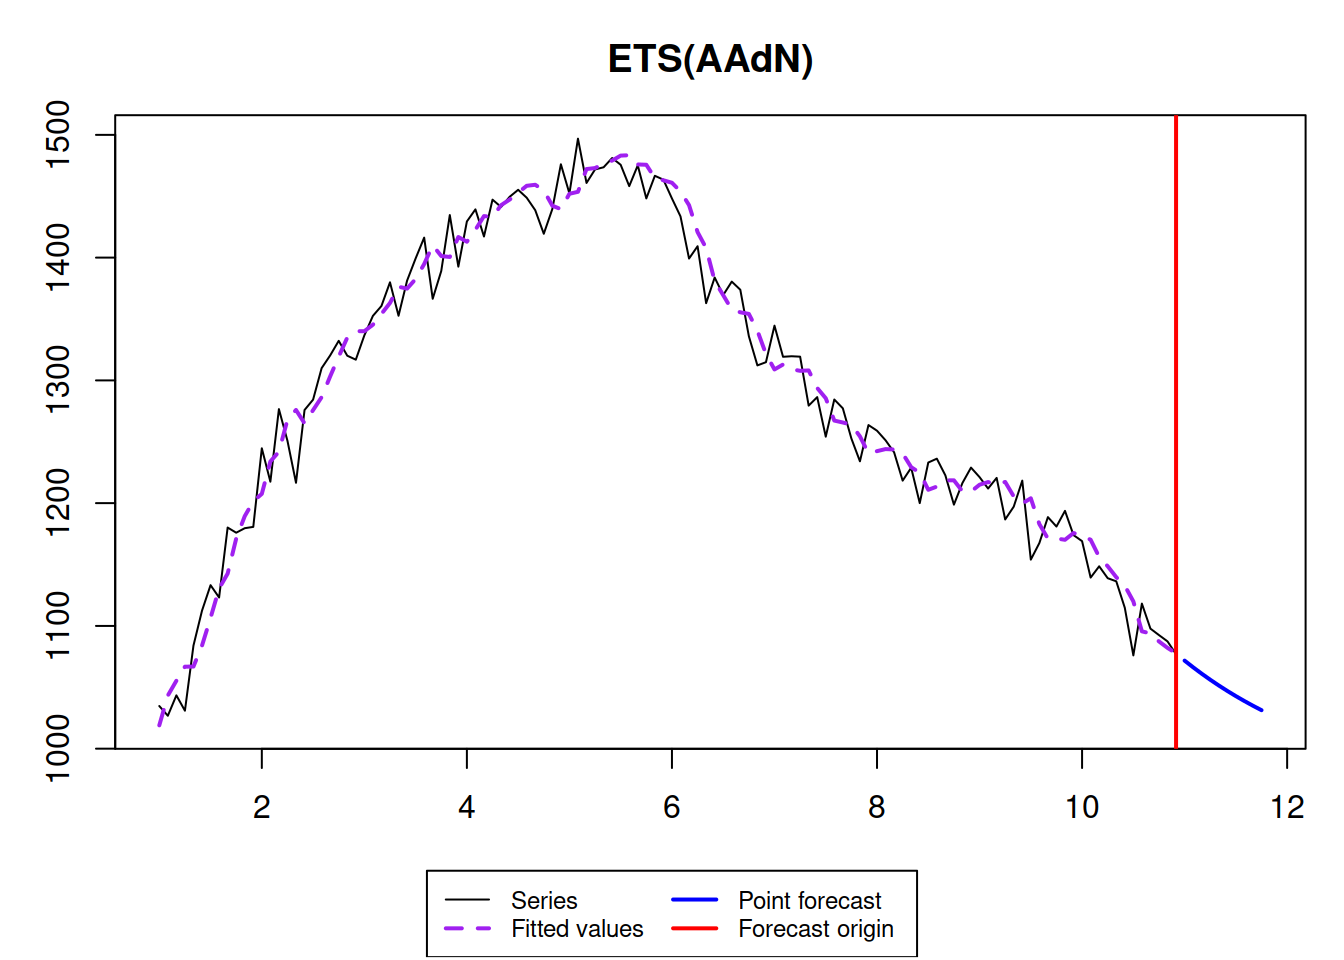 ETS(AAdN)
1500
1400
1300
1200
1100
1000
2 4 6 8 10 12
Series
Fitted values
Point forecast
Forecast origin